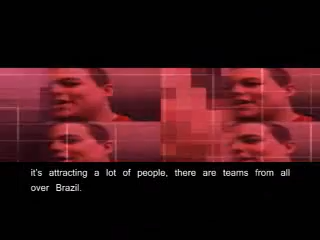 it's attracting a lot of people, there are teams from all
over Brazil.